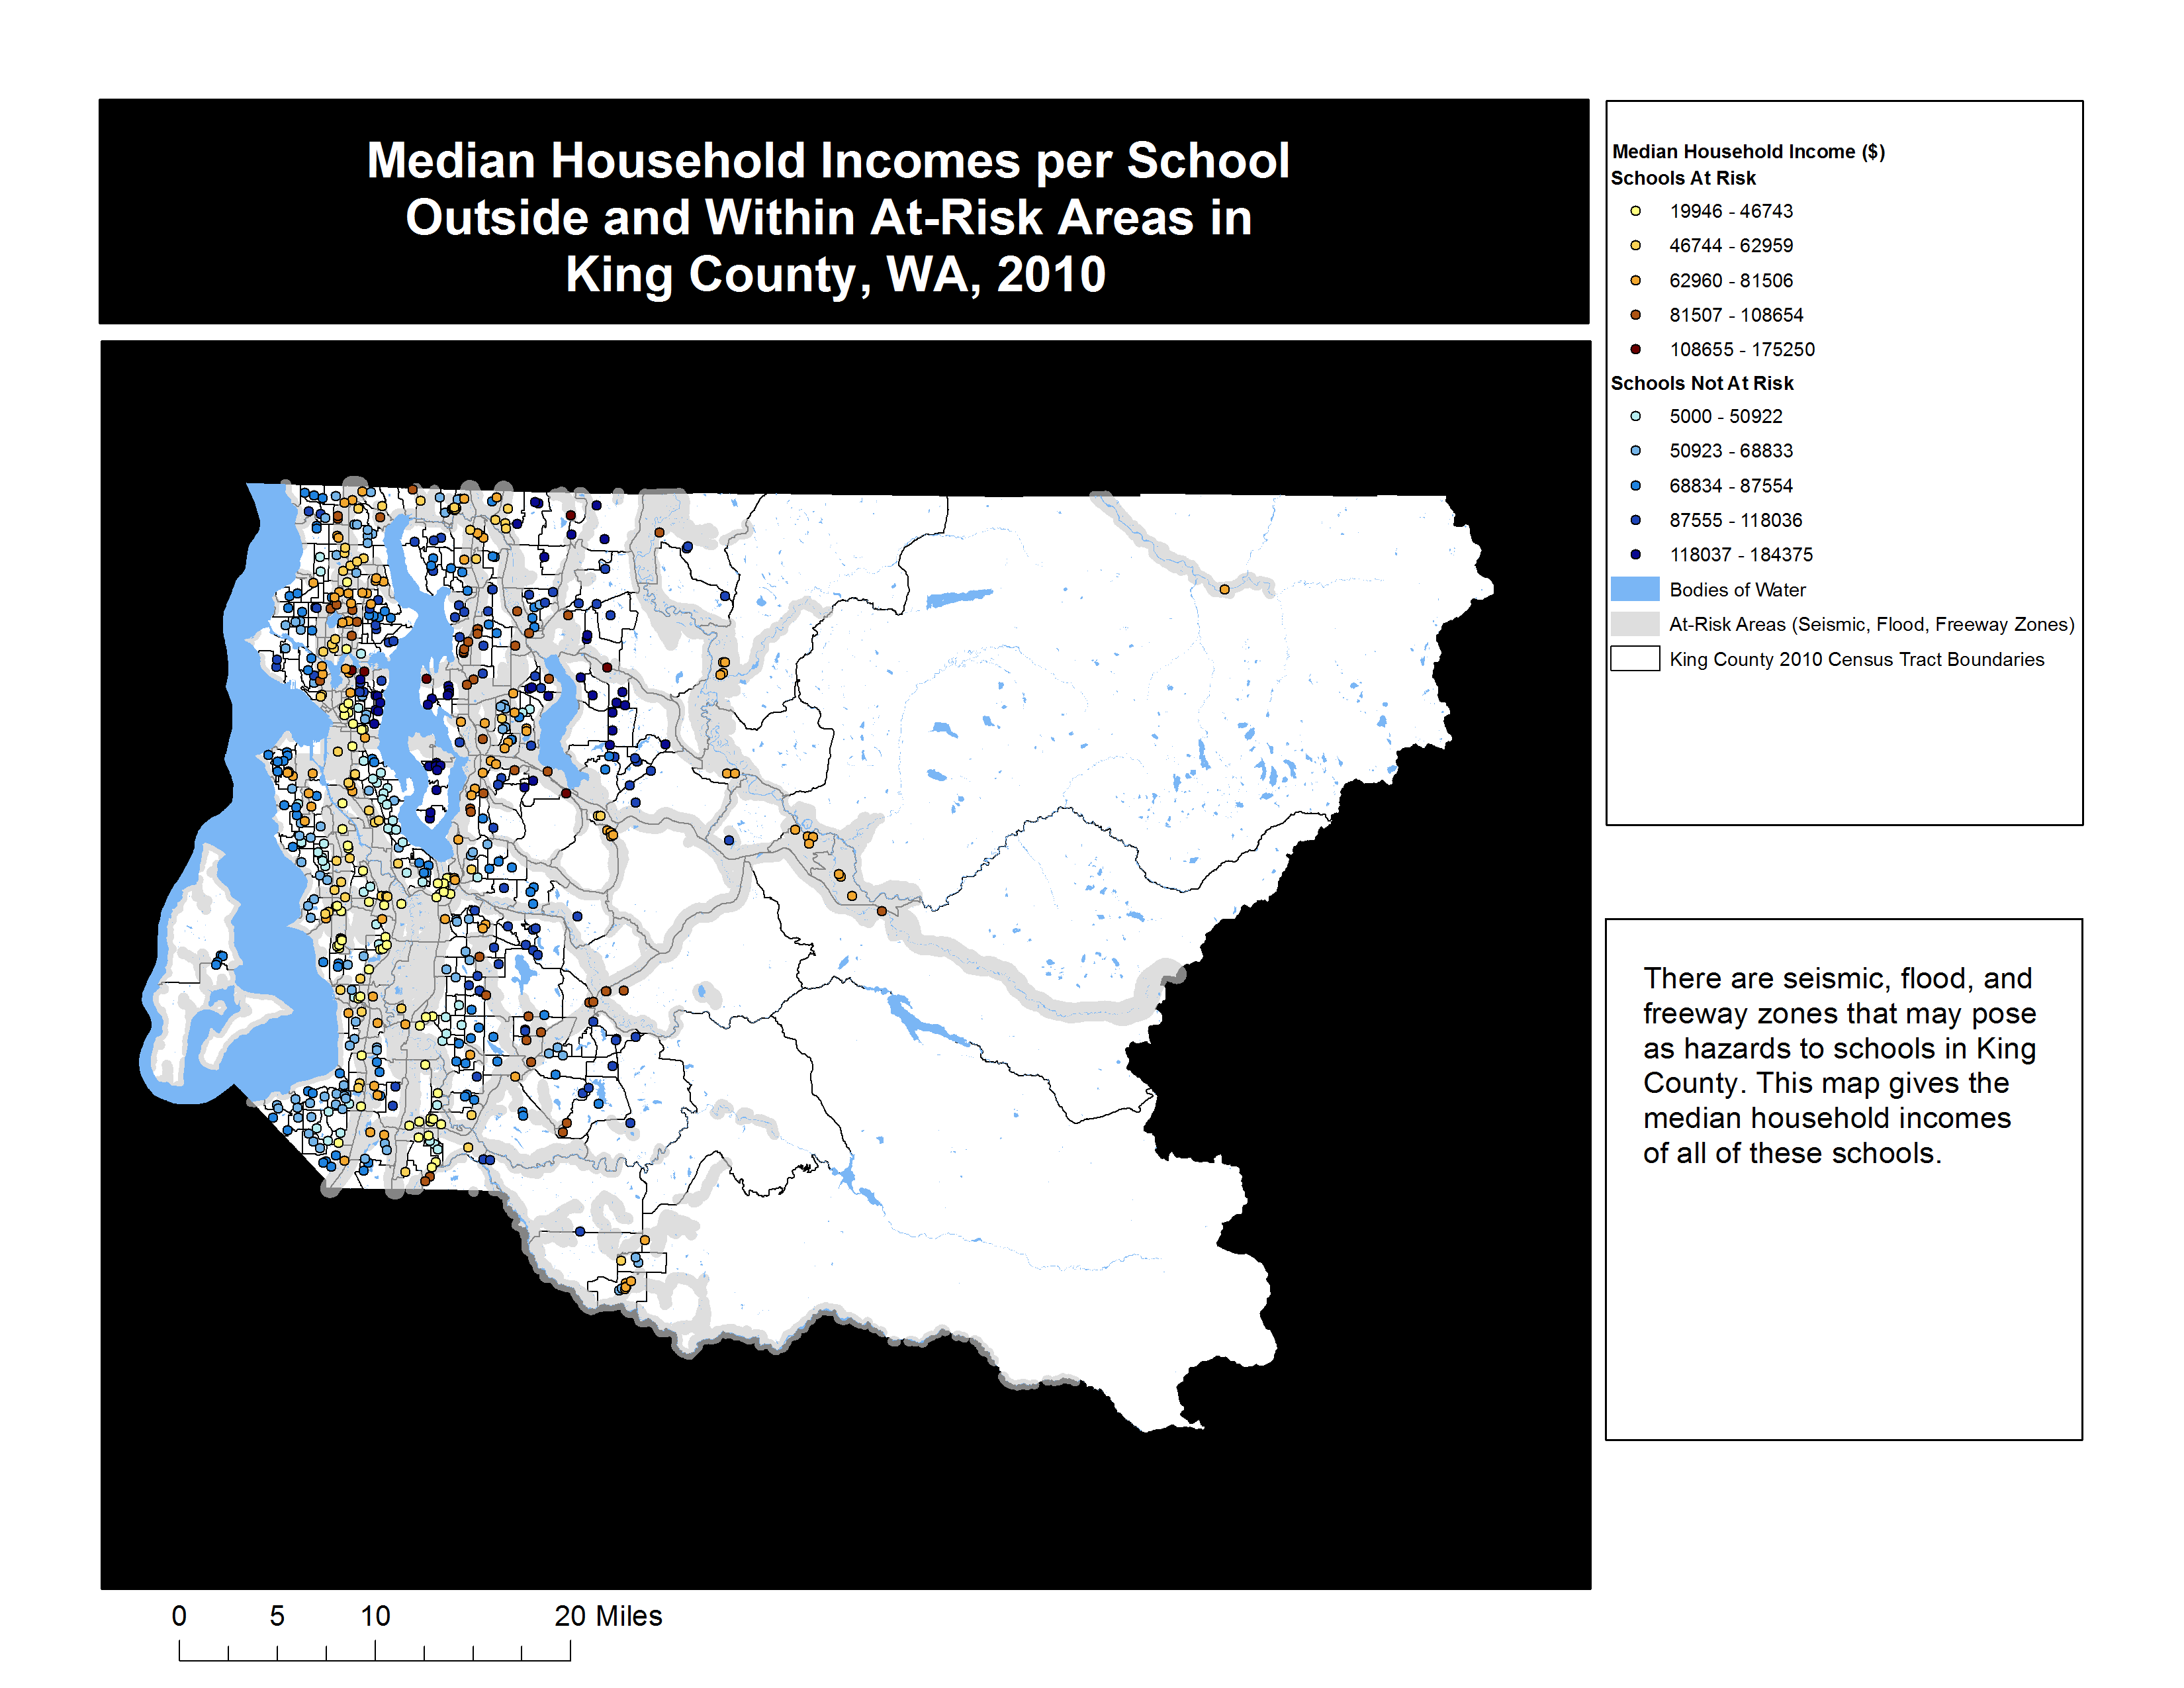 Median Household Incomes per School
Outside and Within At-Risk Areas in
King County, WA, 2010
Median Household Income ($)
Schools At Risk
19946 - 46743
46744 - 62959
62960 - 81506
81507 - 108654
108655 - 175250
Schools Not At Risk
5000 - 50922
50923 - 68833
68834 - 87554
87555 - 118036
118037 - 184375
Bodies of Water
At-Risk Areas (Seismic, Flood, Freeway Zones)
King County 2010 Census Tract Boundaries
There are seismic, flood, and
freeway zones that may pose
as hazards to schools in King
County. This map gives the
median household incomes
of all of these schools.
0 5 10 20 Miles